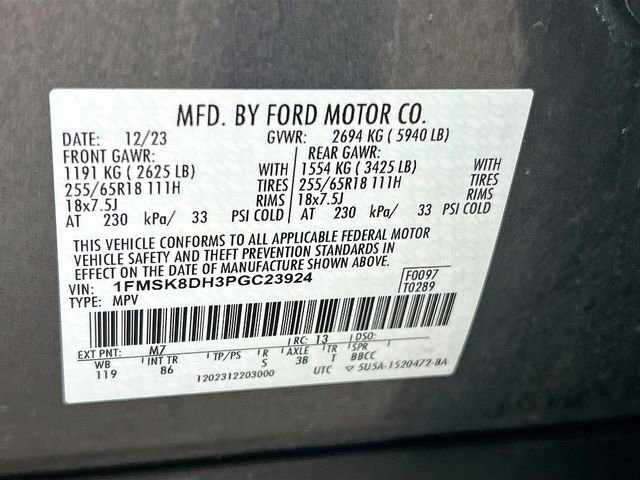 MFD. BY FORD MOTOR CO.
DATE: 12/23 GVWR: 2694 KG ( 5940 LB)
FRONT GAWR: REAR GAWR:
1191 KG ( 2625 LB) WITH 1554 KG ( 3425 LB) WITH
255/65R18 111H TIRES 255/65R18 111H TIRES
18x7.5J RIMS 18x7.5J RIMS
AT 230 kPa/ 33 PSI COLD AT 230 kPa/ 33 PSI COLD
THIS VEHICLE CONFORMS TO ALL APPLICABLE FEDERAL MOTOR
VEHICLE SAFETY AND THEFT PREVENTION STANDARDS IN
EFFECT ON THE DATE OF MANUFACTURE SHOWN ABOVE.
VIN: 1FMSK8DH3PGC23924 F0097
TYPE: MPV T0289
EXT PNT: M7 RC: 13 DSO:
WB INT TR TP/PS R AXLE TR SPR
119 86 S 3B T BBCC
1202312203000 UTC 5U5A-1520472-BA